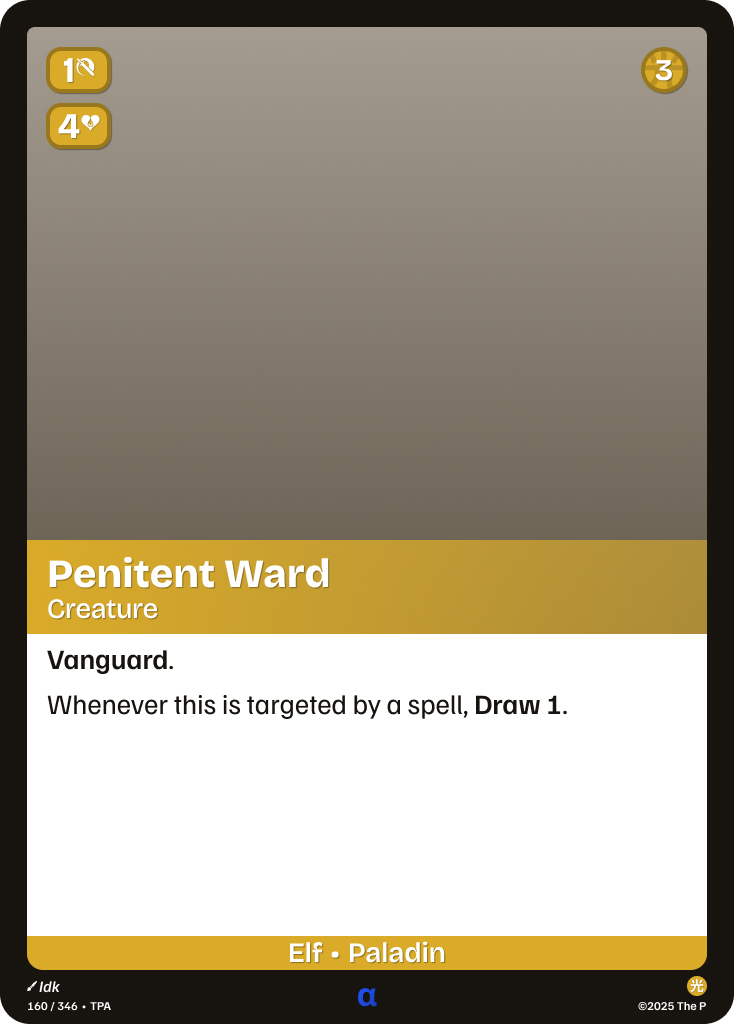 1
3
4
Penitent Ward
Creature
Vanguard.
Whenever this is targeted by a spell, Draw 1.
Elf • Paladin
Idk
光
160 / 346 • TPA
α
©2025 The P